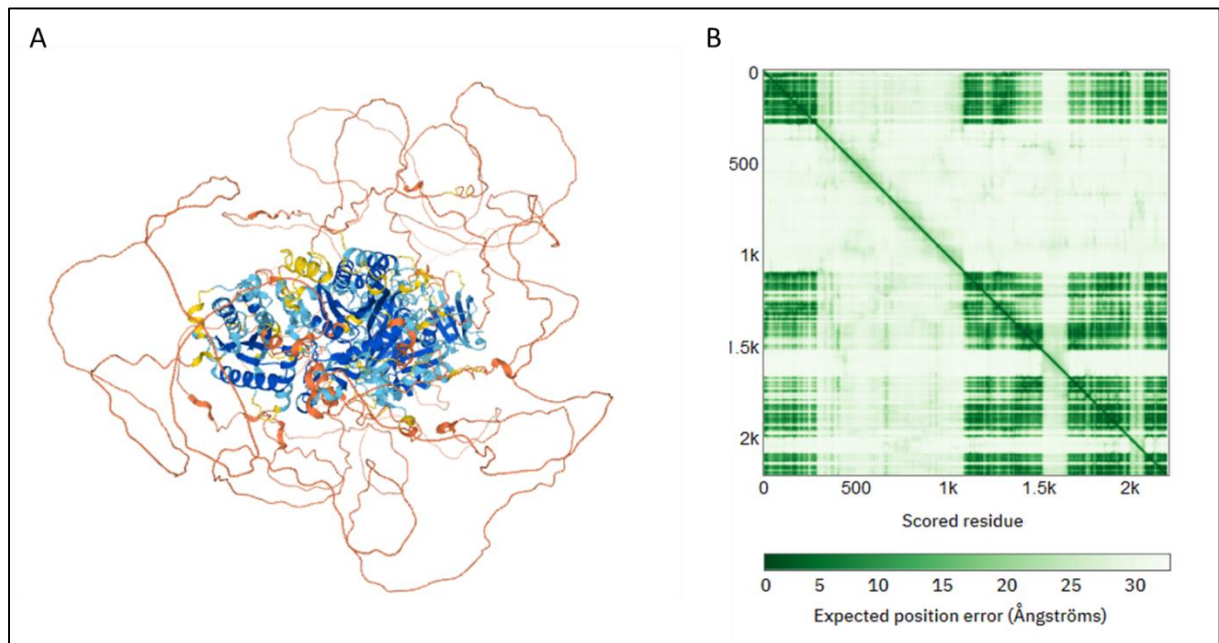 A
B
0
500
1k
1.5k
2k
0 500 1k 1.5k 2k
Scored residue
0 5 10 15 20 25 30
Expected position error (Ångströms)